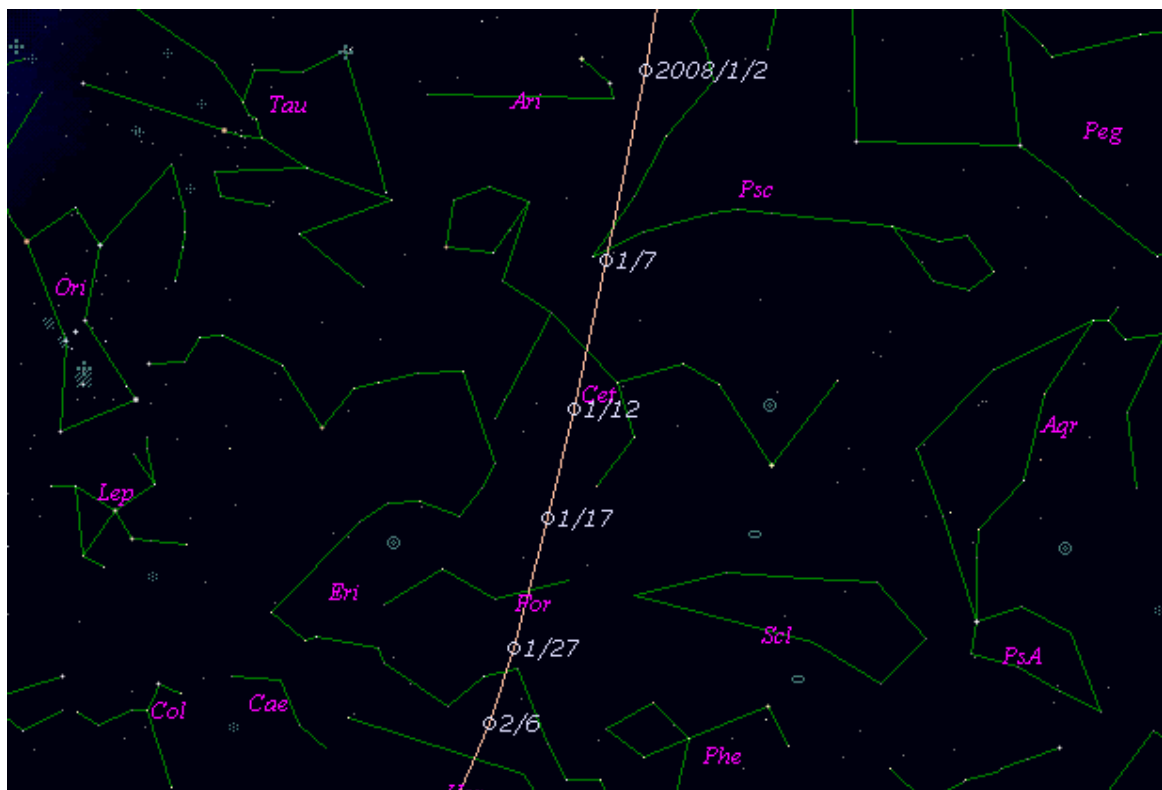 2008/1/2
Tau
Ari
Peg
Psc
1/7
Ori
Cet
1/12
Aqr
Lep
1/17
Eri
For
Scl
1/27
PsA
Col
Cae
2/6
Phe